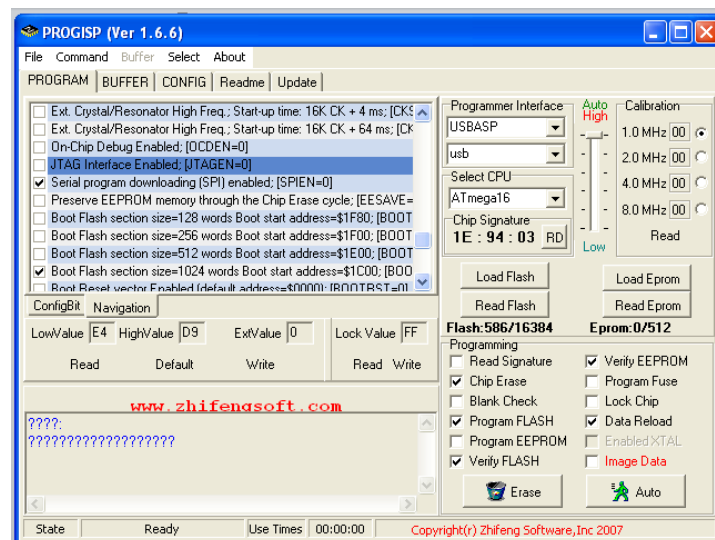 PROGISP (Ver 1.6.6)
File Command Buffer Select About
PROGRAM BUFFER CONFIG Readme Update
Ext. Crystal/Resonator High Freq.; Start-up time: 16K CK + 4 ms; [CKS
Ext. Crystal/Resonator High Freq.; Start-up time: 16K CK + 64 ms; [CK
On-Chip Debug Enabled; [OCDEN=0]
JTAG Interface Enabled; [JTAGEN=0]
Serial program downloading (SPI) enabled; [SPIEN=0]
Preserve EEPROM memory through the Chip Erase cycle; [EESAVE=
Boot Flash section size=128 words Boot start address=$1F80; [BOOT
Boot Flash section size=256 words Boot start address=$1F00; [BOOT
Boot Flash section size=512 words Boot start address=$1E00; [BOOT
Boot Flash section size=1024 words Boot start address=$1C00; [BOO
Boot Reset vector Enabled (default address=$0000); [BOOTRST=0]
ConfigBit Navigation
LowValue E4 HighValue D9 ExtValue 0 Lock Value FF
Read Default Write Read Write
www.zhifengsoft.com
????:
???????????????????
Programmer Interface
USBASP
usb
Select CPU
ATmega16
Chip Signature
1E : 94 : 03 RD
Auto
High
Low
Calibration
1.0 MHz 00
2.0 MHz 00
4.0 MHz 00
8.0 MHz 00
Read
Load Flash Load Eprom
Read Flash Read Eprom
Flash:586/16384 Eprom:0/512
Programming
Read Signature Verify EEPROM
Chip Erase Program Fuse
Blank Check Lock Chip
Program FLASH Data Reload
Program EEPROM Enabled XTAL
Verify FLASH Image Data
Erase Auto
State Ready Use Times 00:00:00 Copyright(r) Zhifeng Software,Inc 2007